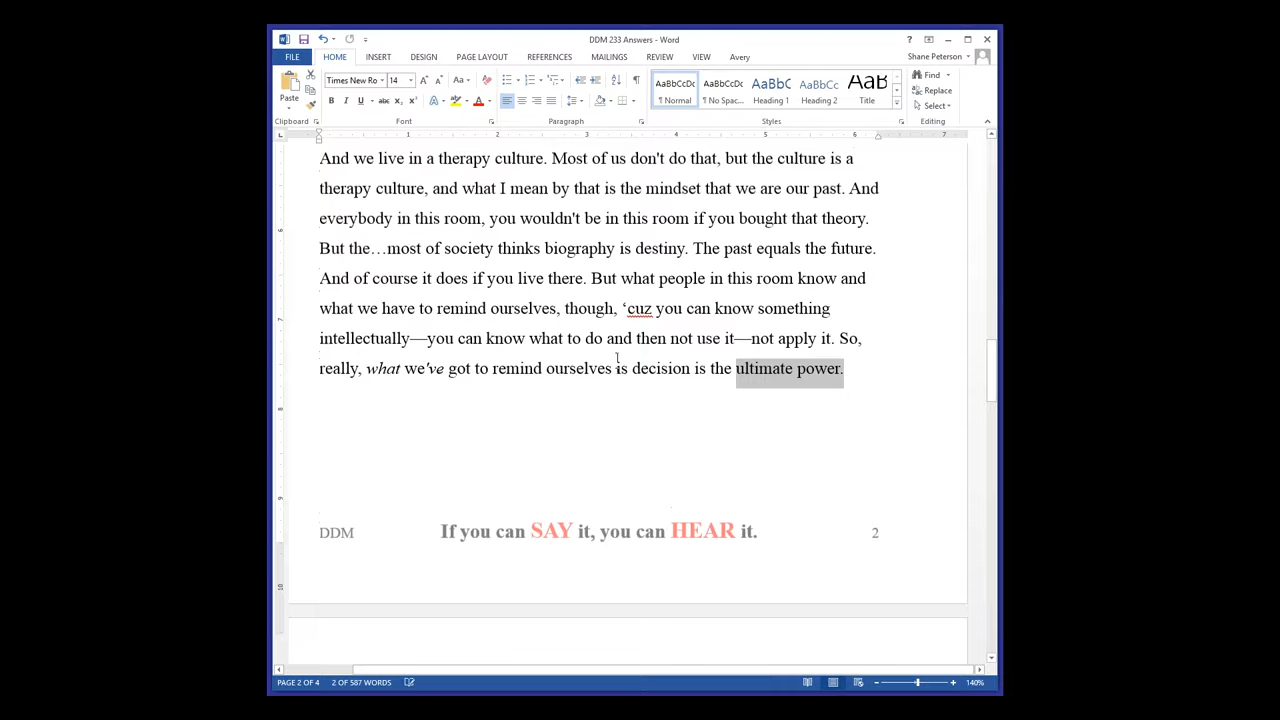 DDM 233 Answers - Word
FILE HOME INSERT DESIGN PAGE LAYOUT REFERENCES MAILINGS REVIEW VIEW Avery Shane Peterson
Paste
Times New Ro 14
Find
Replace
Select
AaBbCcDc AaBbCcDc AaBbC AaBbCc AaB
¶ Normal ¶ No Spac... Heading 1 Heading 2 Title
Clipboard Font Paragraph Styles Editing
1 2 3 4 5 6 7
And we live in a therapy culture. Most of us don't do that, but the culture is a
therapy culture, and what I mean by that is the mindset that we are our past. And
everybody in this room, you wouldn't be in this room if you bought that theory.
But the…most of society thinks biography is destiny. The past equals the future.
And of course it does if you live there. But what people in this room know and
what we have to remind ourselves, though, ‘cuz you can know something
intellectually—you can know what to do and then not use it—not apply it. So,
really, what we've got to remind ourselves is decision is the ultimate power.
DDM If you can SAY it, you can HEAR it. 2
PAGE 2 OF 4 2 OF 587 WORDS 140%